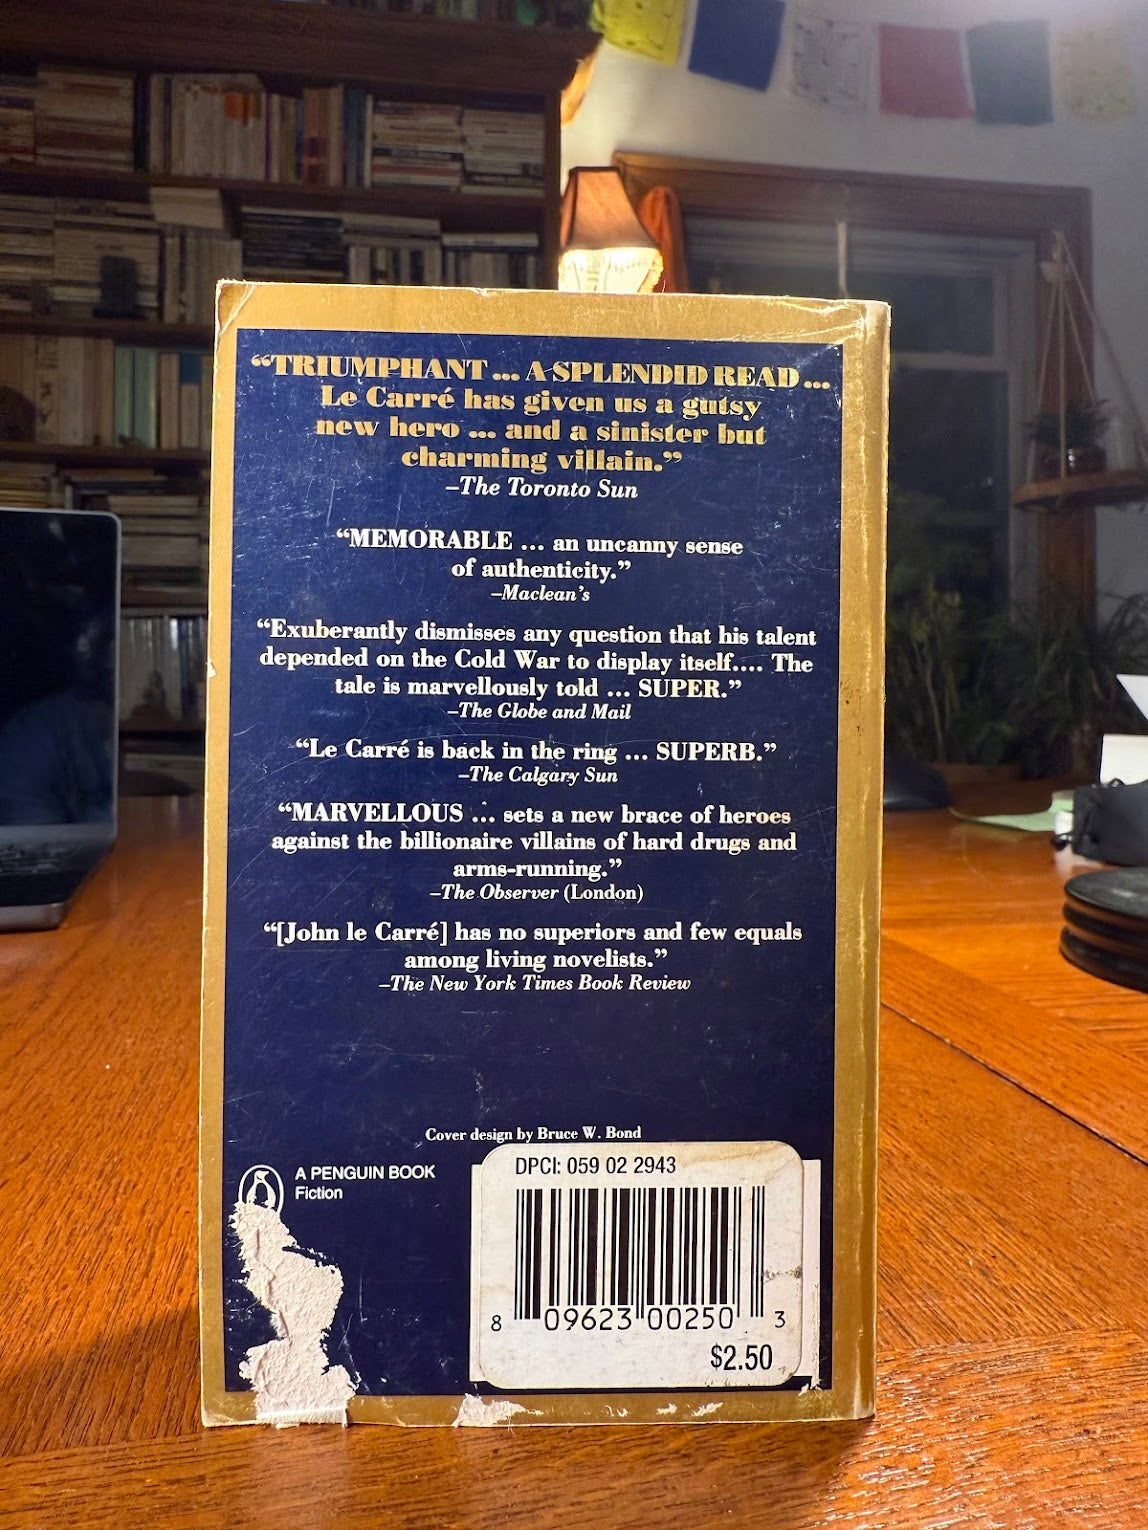 “TRIUMPHANT ... A SPLENDID READ ...
Le Carré has given us a gutsy
new hero ... and a sinister but
charming villain.”
–The Toronto Sun
“MEMORABLE ... an uncanny sense
of authenticity.”
–Maclean's
“Exuberantly dismisses any question that his talent
depended on the Cold War to display itself.... The
tale is marvellously told ... SUPER.”
–The Globe and Mail
“Le Carré is back in the ring ... SUPERB.”
–The Calgary Sun
“MARVELLOUS ... sets a new brace of heroes
against the billionaire villains of hard drugs and
arms-running.”
–The Observer (London)
“[John le Carré] has no superiors and few equals
among living novelists.”
–The New York Times Book Review
Cover design by Bruce W. Bond
A PENGUIN BOOK
Fiction
DPCI: 059 02 2943
8 09623 00250 3
$2.50